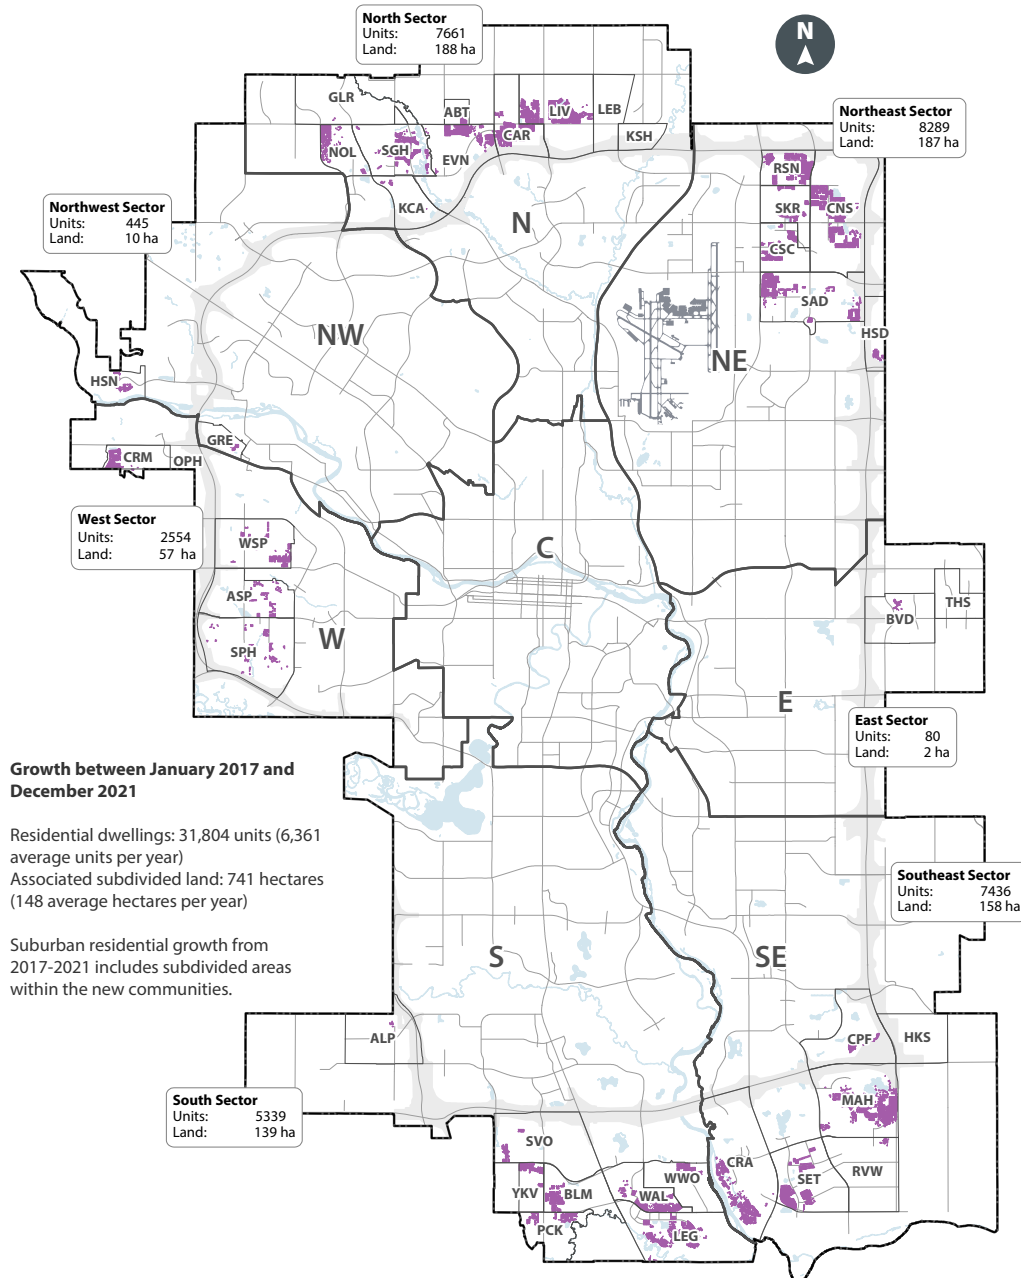 North Sector
Units: 7661
Land: 188 ha
N
Northeast Sector
Units: 8289
Land: 187 ha
Northwest Sector
Units: 445
Land: 10 ha
GLR
ABT
LIV
LEB
NOL
SGH
EVN
CAR
KSH
KCA
N
RSN
SKR
CNS
CSC
SAD
HSD
NW
NE
HSN
GRE
CRM
OPH
West Sector
Units: 2554
Land: 57 ha
WSP
ASP
SPH
W
C
BVD
THS
E
East Sector
Units: 80
Land: 2 ha
Growth between January 2017 and
December 2021
Residential dwellings: 31,804 units (6,361
average units per year)
Associated subdivided land: 741 hectares
(148 average hectares per year)
Suburban residential growth from
2017-2021 includes subdivided areas
within the new communities.
Southeast Sector
Units: 7436
Land: 158 ha
S
SE
ALP
CPF
HKS
MAH
South Sector
Units: 5339
Land: 139 ha
SVO
CRA
RVW
SET
YKV
BLM
WAL
WWO
PCK
LEG